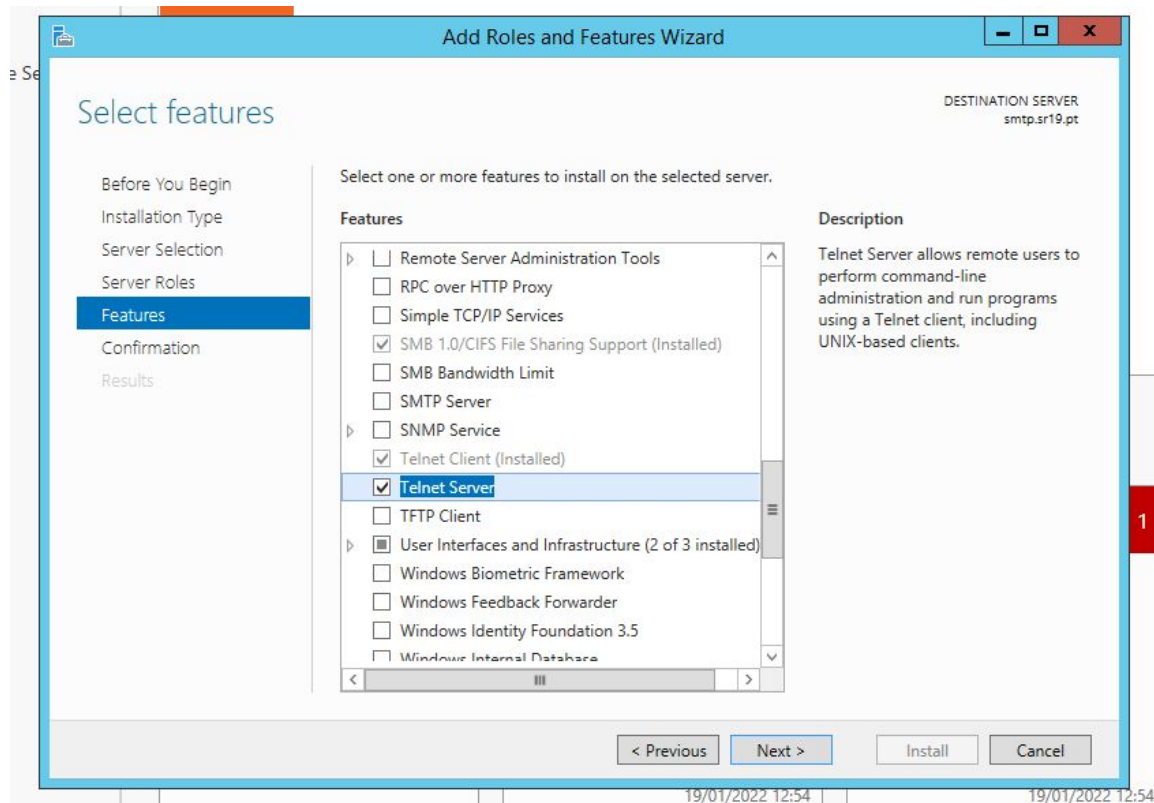 Add Roles and Features Wizard
e Se
Select features
DESTINATION SERVER
smtp.sr19.pt
Before You Begin
Installation Type
Server Selection
Server Roles
Features
Confirmation
Results
Select one or more features to install on the selected server.
Features
Remote Server Administration Tools
RPC over HTTP Proxy
Simple TCP/IP Services
SMB 1.0/CIFS File Sharing Support (Installed)
SMB Bandwidth Limit
SMTP Server
SNMP Service
Telnet Client (Installed)
Telnet Server
TFTP Client
User Interfaces and Infrastructure (2 of 3 installed)
Windows Biometric Framework
Windows Feedback Forwarder
Windows Identity Foundation 3.5
Windows Internal Database
Description
Telnet Server allows remote users to
perform command-line
administration and run programs
using a Telnet client, including
UNIX-based clients.
1
< Previous
Next >
Install
Cancel
19/01/2022 12:54
19/01/2022 12:54